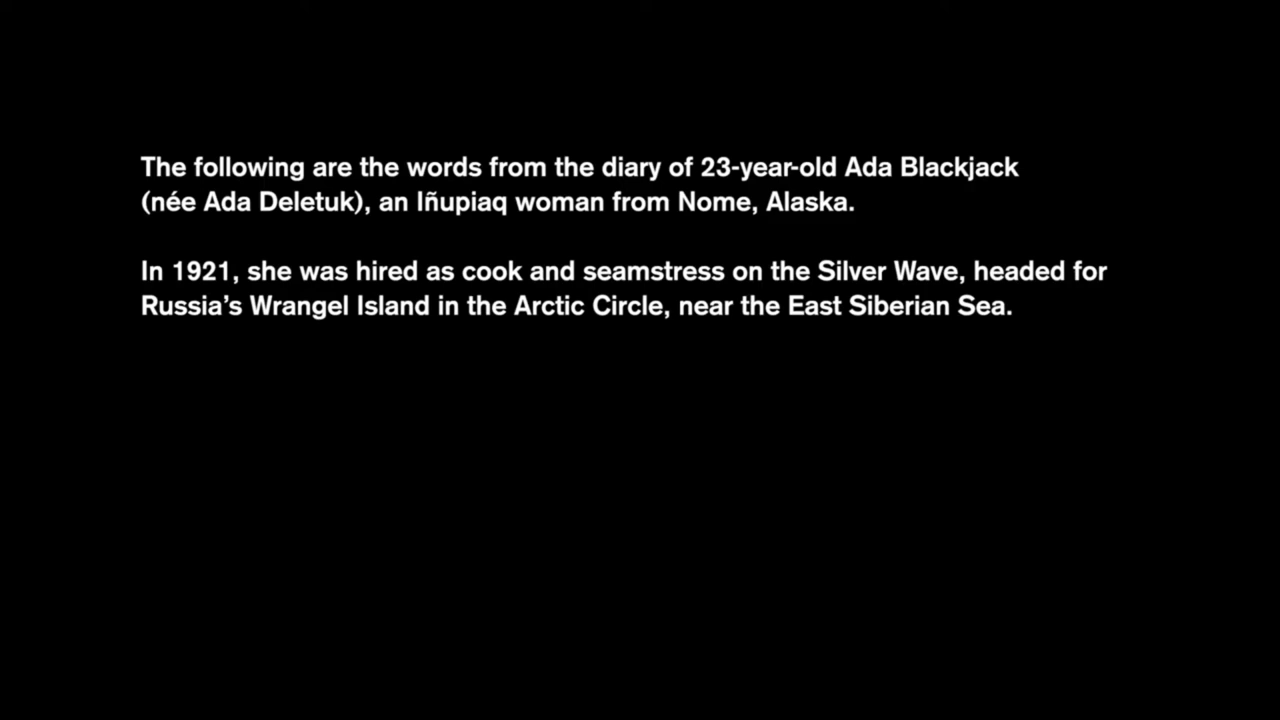 The following are the words from the diary of 23-year-old Ada Blackjack
(née Ada Deletuk), an Iñupiaq woman from Nome, Alaska.
In 1921, she was hired as cook and seamstress on the Silver Wave, headed for
Russia’s Wrangel Island in the Arctic Circle, near the East Siberian Sea.